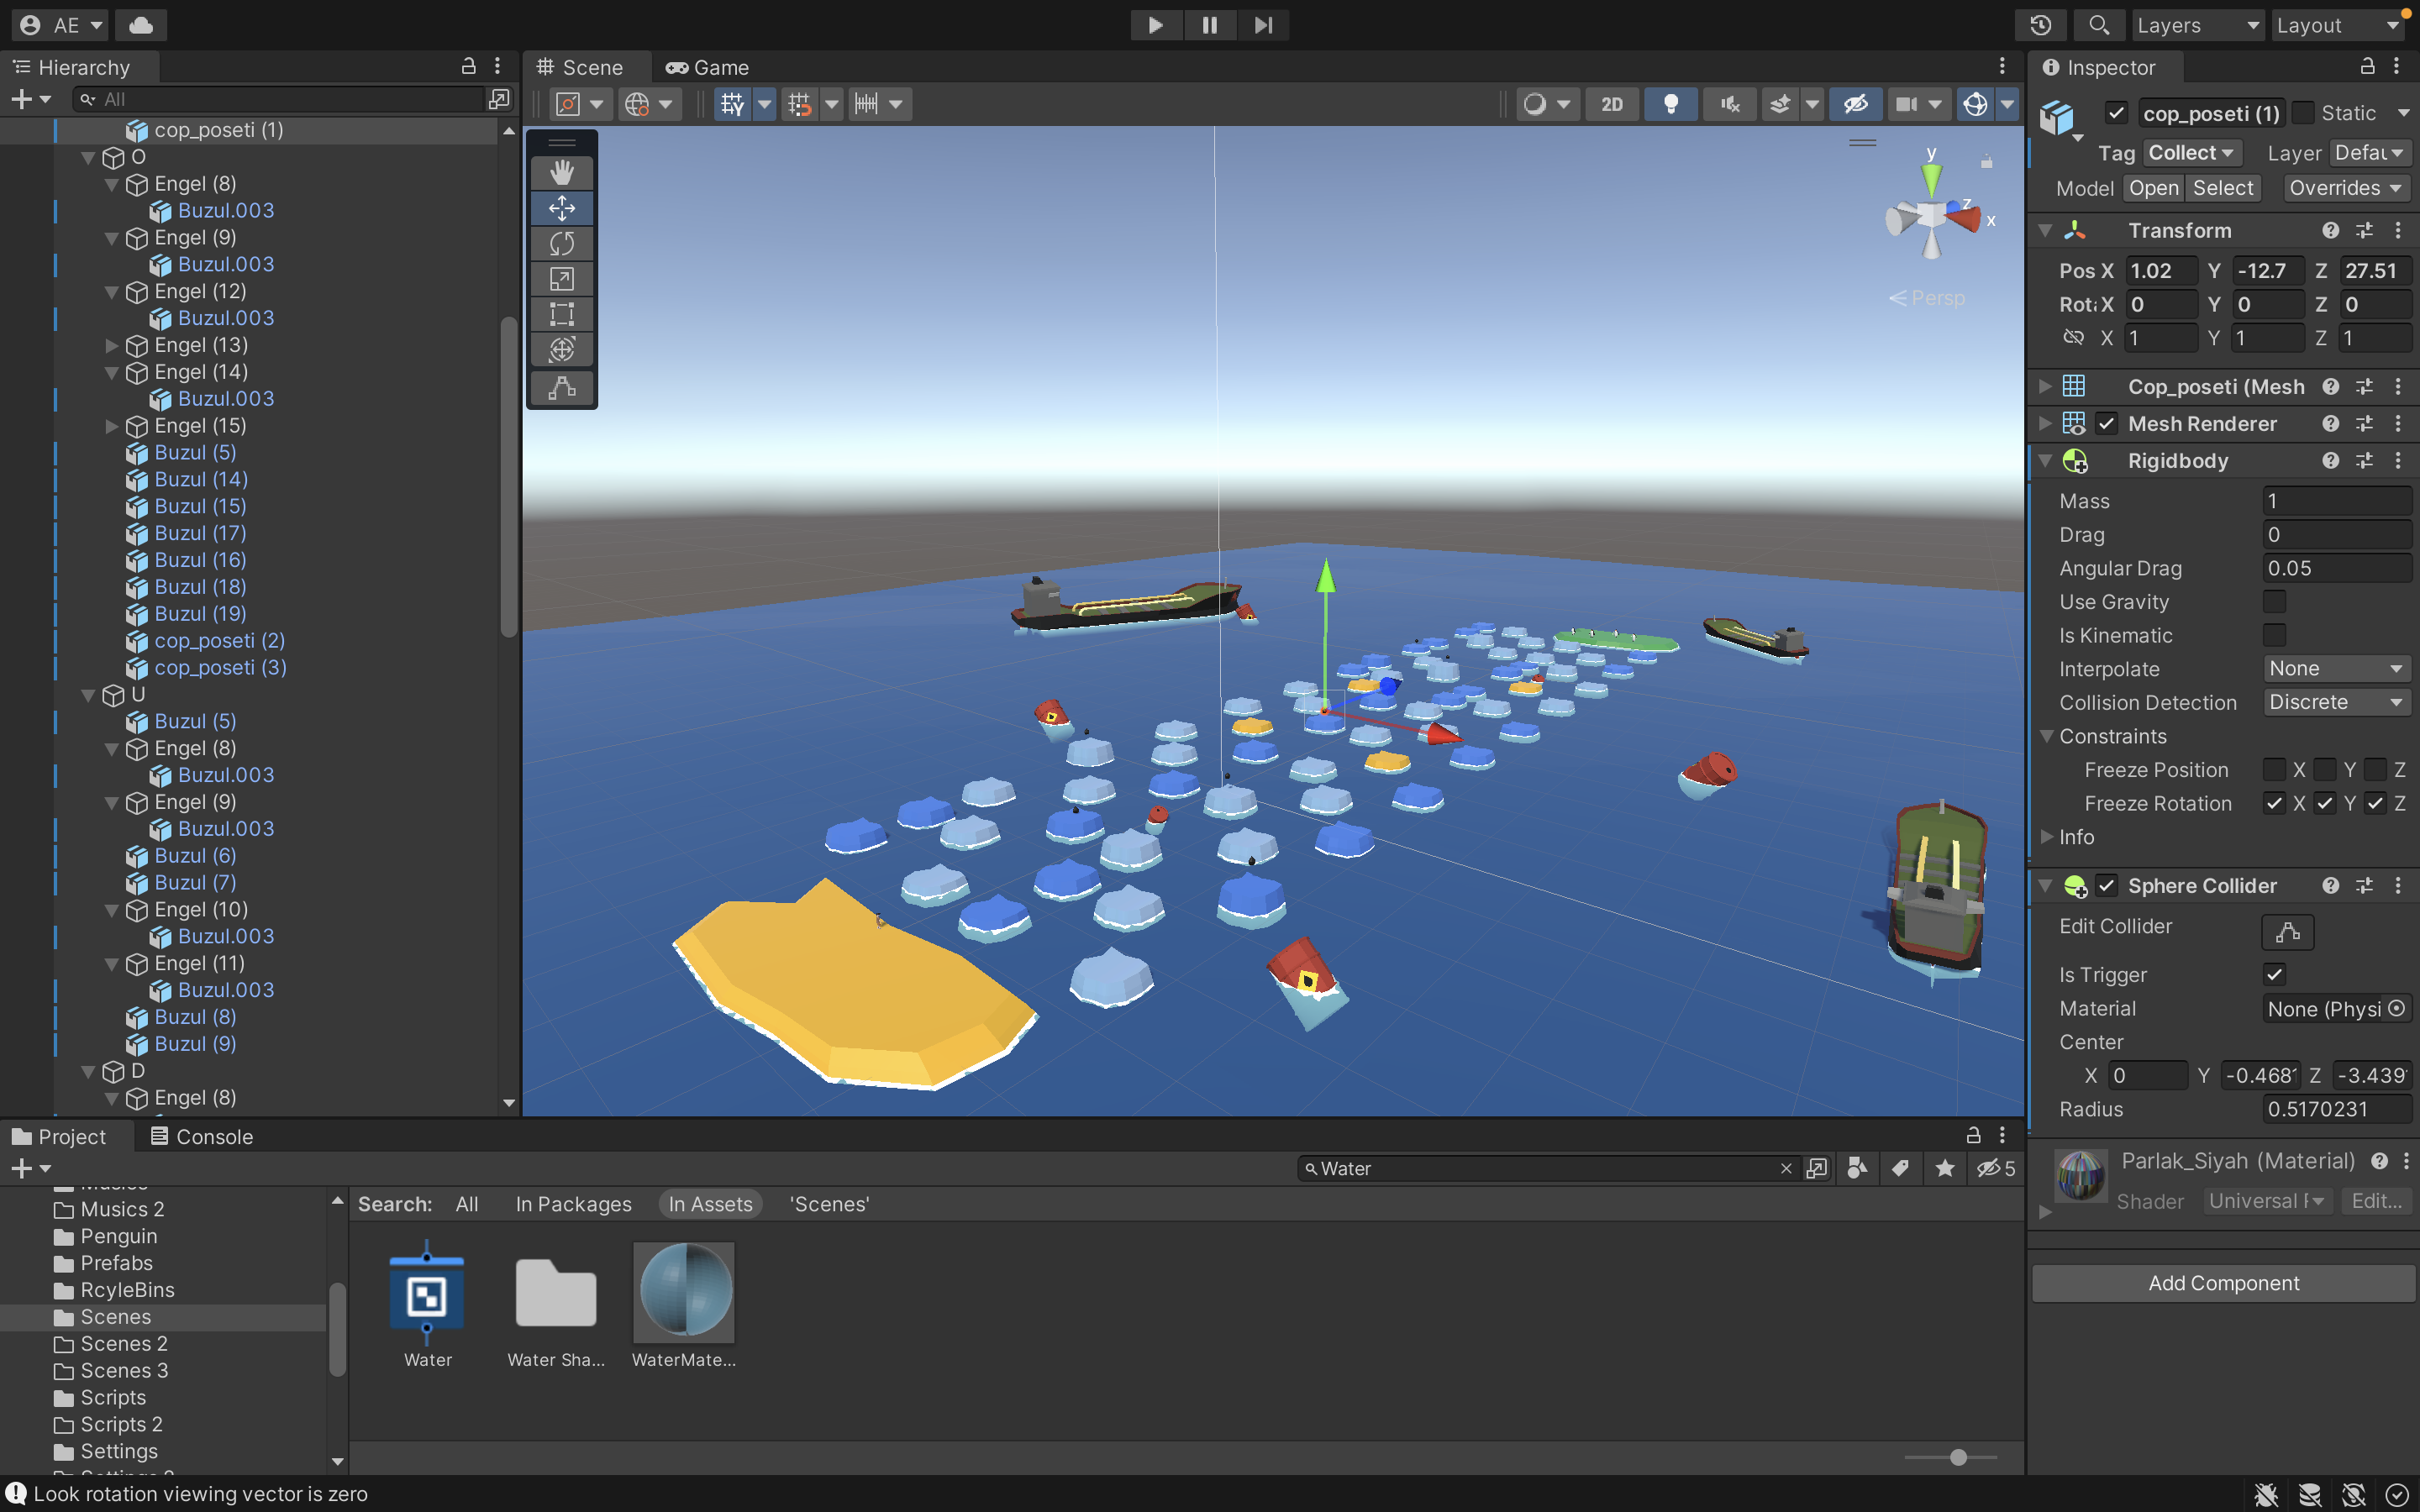 AE
Layers
Layout
Hierarchy
All
cop_poseti (1)
O
Engel (8)
Buzul.003
Engel (9)
Buzul.003
Engel (12)
Buzul.003
Engel (13)
Engel (14)
Buzul.003
Engel (15)
Buzul (5)
Buzul (14)
Buzul (15)
Buzul (17)
Buzul (16)
Buzul (18)
Buzul (19)
cop_poseti (2)
cop_poseti (3)
U
Buzul (5)
Engel (8)
Buzul.003
Engel (9)
Buzul.003
Buzul (6)
Buzul (7)
Engel (10)
Buzul.003
Engel (11)
Buzul.003
Buzul (8)
Buzul (9)
D
Engel (8)
Scene
Game
2D
y
z
x
Persp
Inspector
cop_poseti (1)
Static
Tag Collect Layer Defau
Model Open Select Overrides
Transform
Pos X 1.02 Y -12.7 Z 27.51
Rot X 0 Y 0 Z 0
X 1 Y 1 Z 1
Cop_poseti (Mesh
Mesh Renderer
Rigidbody
Mass 1
Drag 0
Angular Drag 0.05
Use Gravity
Is Kinematic
Interpolate None
Collision Detection Discrete
Constraints
Freeze Position X Y Z
Freeze Rotation X Y Z
Info
Sphere Collider
Edit Collider
Is Trigger
Material None (Physi
Center
X 0 Y -0.468 Z -3.439
Radius 0.5170231
Parlak_Siyah (Material)
Shader Universal Edit...
Add Component
Project
Console
Water
5
Musics 2
Penguin
Prefabs
RcyleBins
Scenes
Scenes 2
Scenes 3
Scripts
Scripts 2
Settings
Search: All In Packages In Assets 'Scenes'
Water
Water Sha...
WaterMate...
Look rotation viewing vector is zero